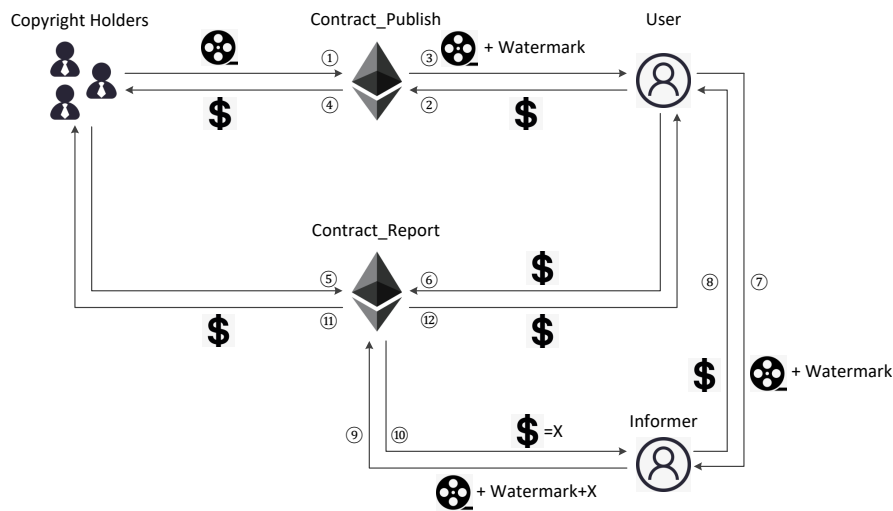 Copyright Holders
Contract_Publish
User
①
③
+ Watermark
④
$
②
$
Contract_Report
⑤
⑥
$
⑧
⑦
$
⑪
⑫
$
$
+ Watermark
⑨
⑩
$=X
Informer
+ Watermark+X